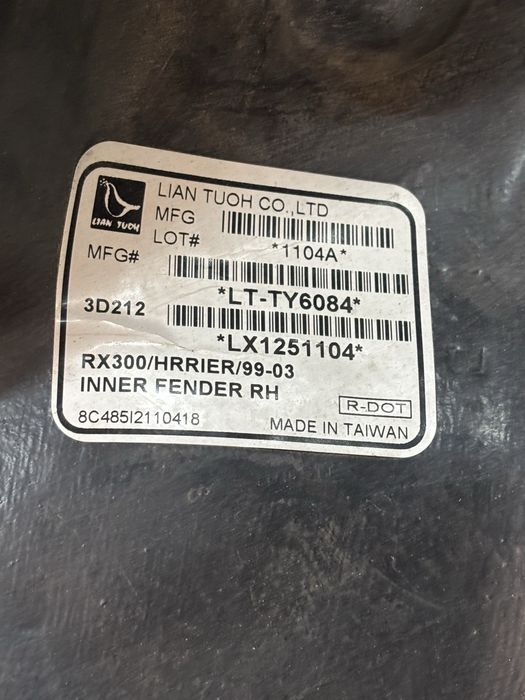 LIAN TUOH
LIAN TUOH CO.,LTD
MFG
LOT#
*1104A*
MFG#
*LT-TY6084*
3D212
*LX1251104*
RX300/HRRIER/99-03
INNER FENDER RH
R-DOT
8C485I2110418
MADE IN TAIWAN